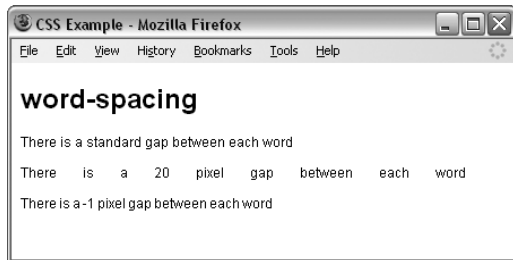 CSS Example - Mozilla Firefox
File Edit View History Bookmarks Tools Help
word-spacing
There is a standard gap between each word
There is a 20 pixel gap between each word
There is a -1 pixel gap between each word